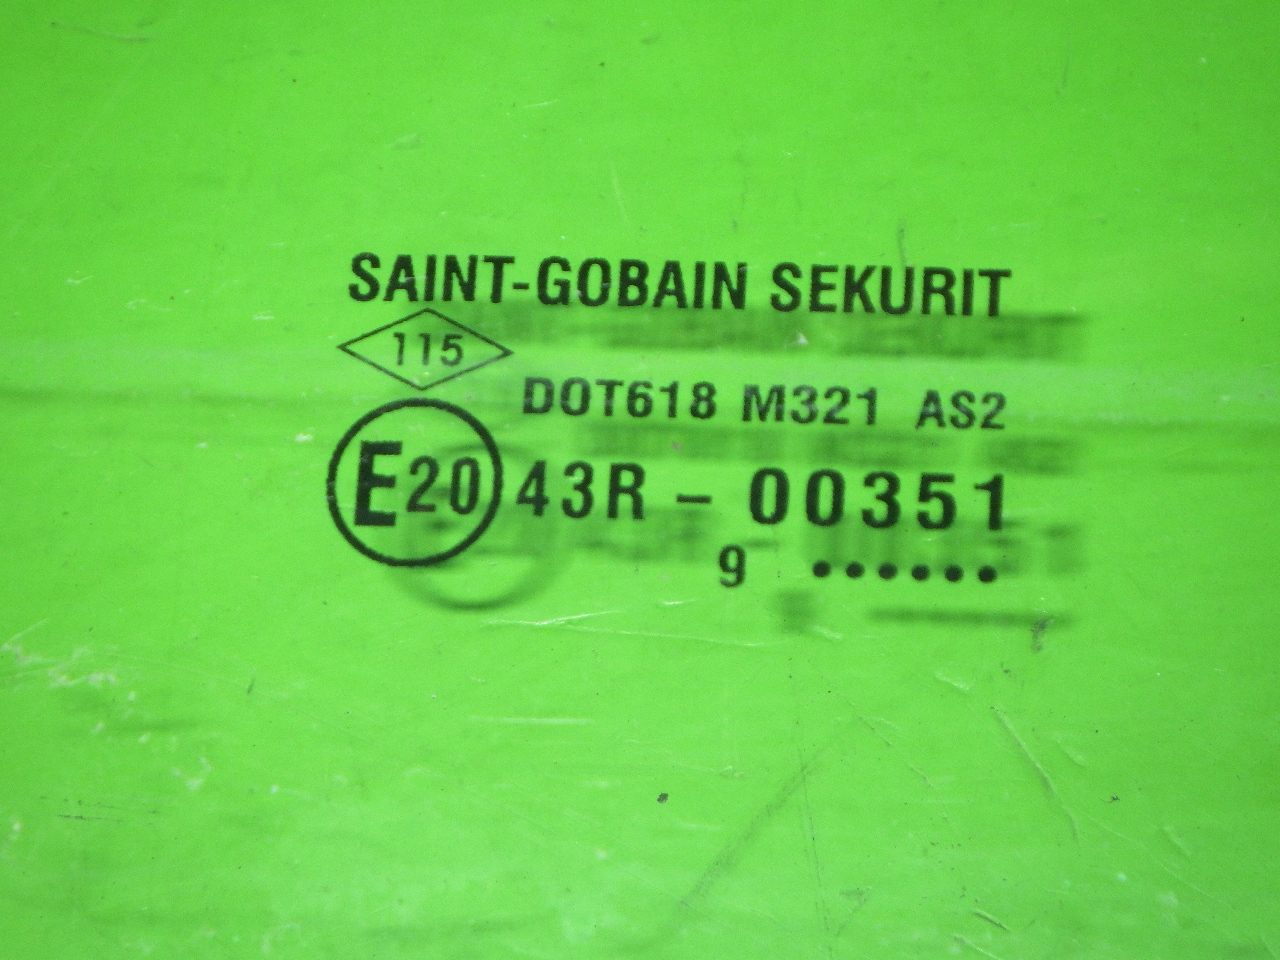 SAINT-GOBAIN SEKURIT
115
DOT618 M321 AS2
E20 43R - 00351
9 ••••••